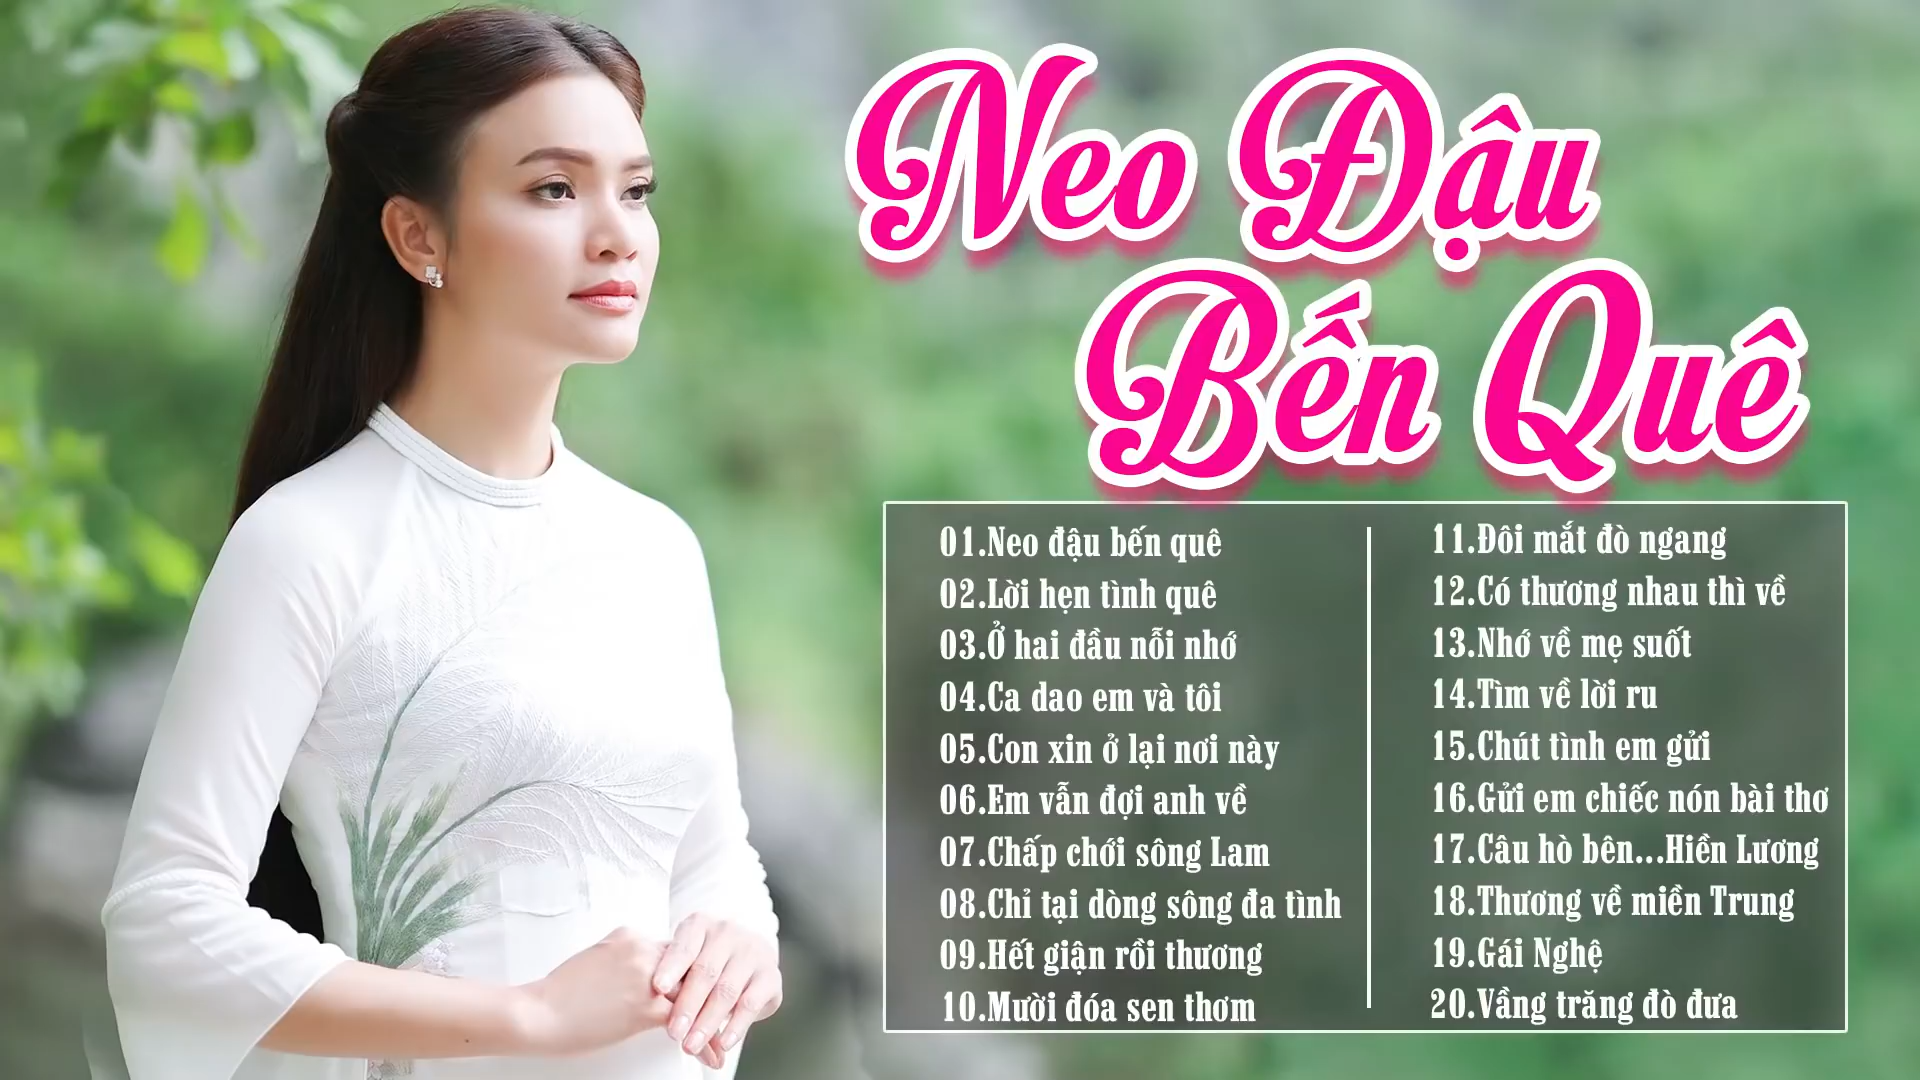 Neo Đậu
Bến Quê
01.Neo đậu bến quê
02.Lời hẹn tình quê
03.Ở hai đầu nỗi nhớ
04.Ca dao em và tôi
05.Con xin ở lại nơi này
06.Em vẫn đợi anh về
07.Chấp chới sông Lam
08.Chỉ tại dòng sông đa tình
09.Hết giận rồi thương
10.Mười đóa sen thơm
11.Đôi mắt đò ngang
12.Có thương nhau thì về
13.Nhớ về mẹ suốt
14.Tìm về lời ru
15.Chút tình em gửi
16.Gửi em chiếc nón bài thơ
17.Câu hò bên...Hiền Lương
18.Thương về miền Trung
19.Gái Nghệ
20.Vầng trăng đò đưa